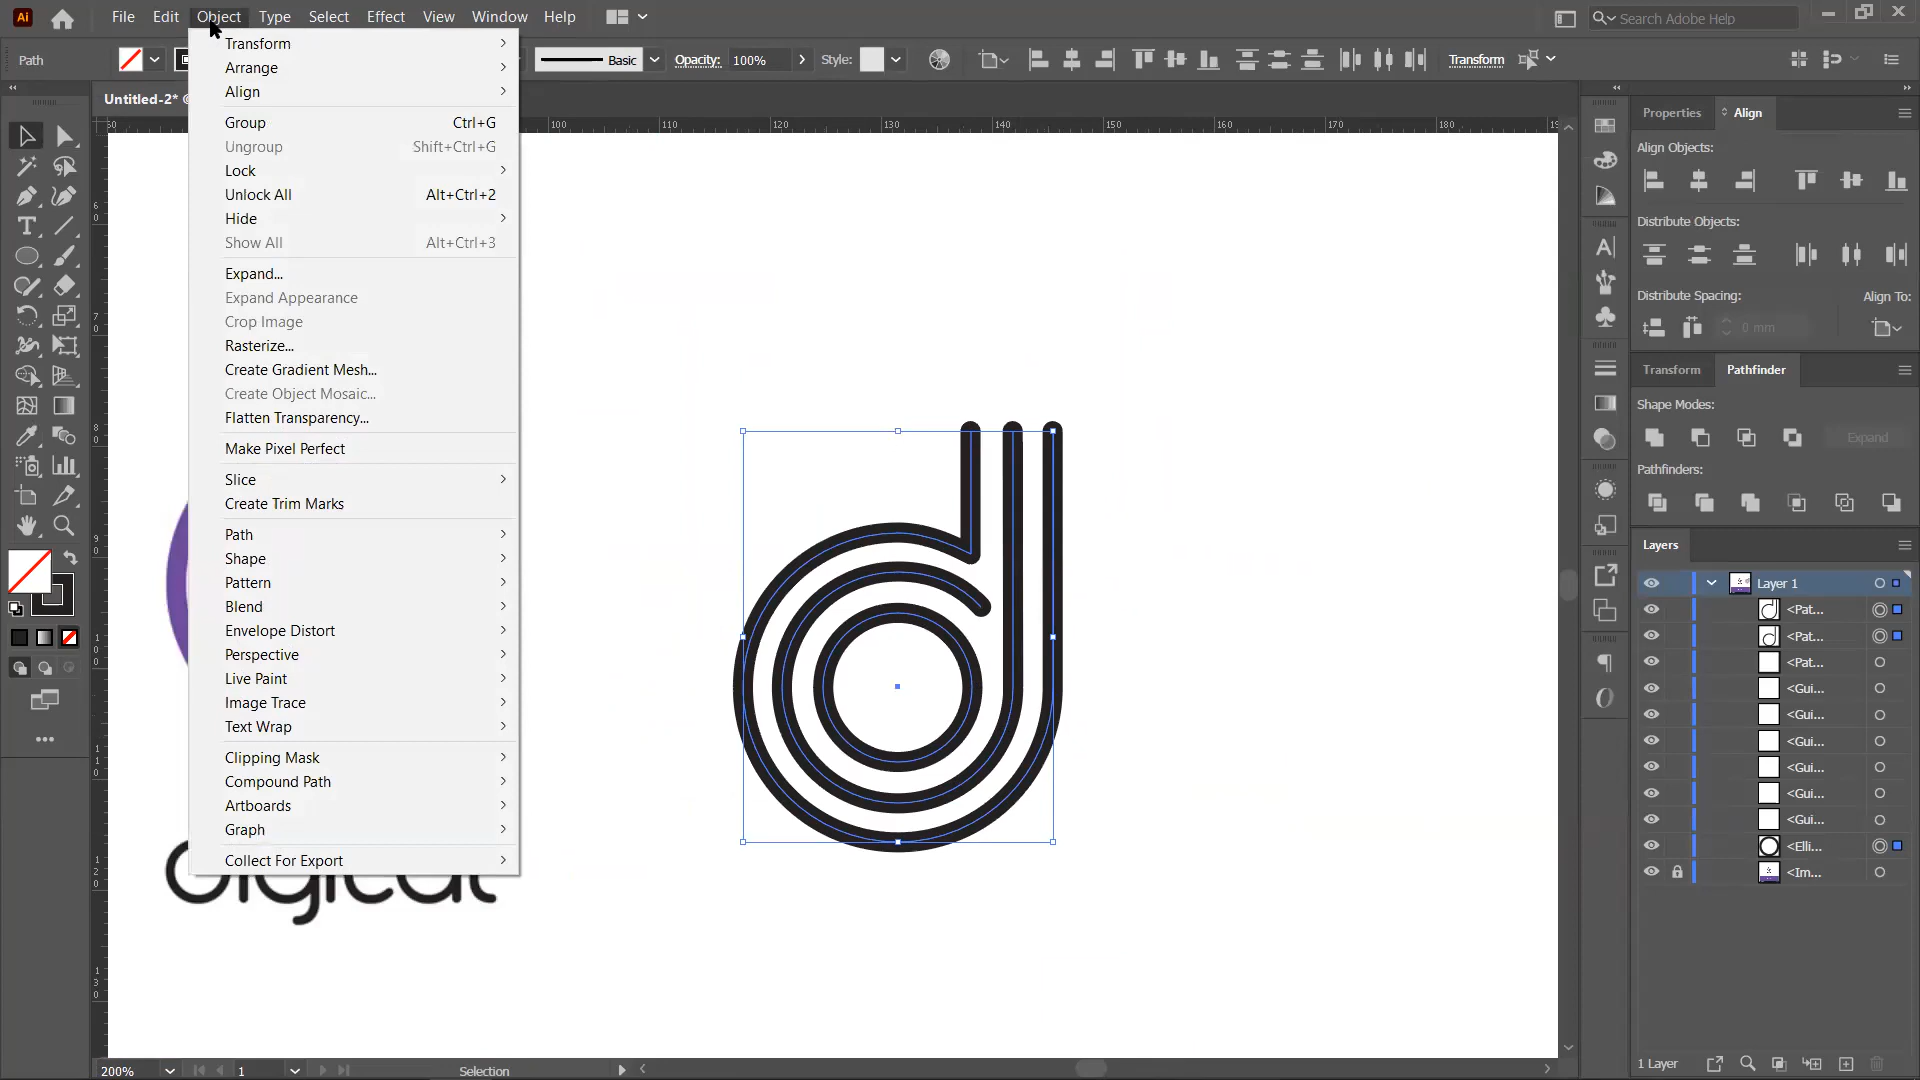 File Edit Object Type Select Effect View Window Help
Search Adobe Help
Path
Basic
Opacity: 100%
Style:
Transform
Untitled-2* @
Transform
Arrange
Align
Group Ctrl+G
Ungroup Shift+Ctrl+G
Lock
Unlock All Alt+Ctrl+2
Hide
Show All Alt+Ctrl+3
Expand...
Expand Appearance
Crop Image
Rasterize...
Create Gradient Mesh...
Create Object Mosaic...
Flatten Transparency...
Make Pixel Perfect
Slice
Create Trim Marks
Path
Shape
Pattern
Blend
Envelope Distort
Perspective
Live Paint
Image Trace
Text Wrap
Clipping Mask
Compound Path
Artboards
Graph
Collect For Export
100 110 120 130 140 150 160 170 180
digicat
Properties Align
Align Objects:
Distribute Objects:
Distribute Spacing: Align To:
0 mm
Transform Pathfinder
Shape Modes:
Expand
Pathfinders:
Layers
Layer 1
<Pat...
<Pat...
<Pat...
<Gui...
<Gui...
<Gui...
<Gui...
<Gui...
<Gui...
<Elli...
<Im...
1 Layer
200% 1 Selection